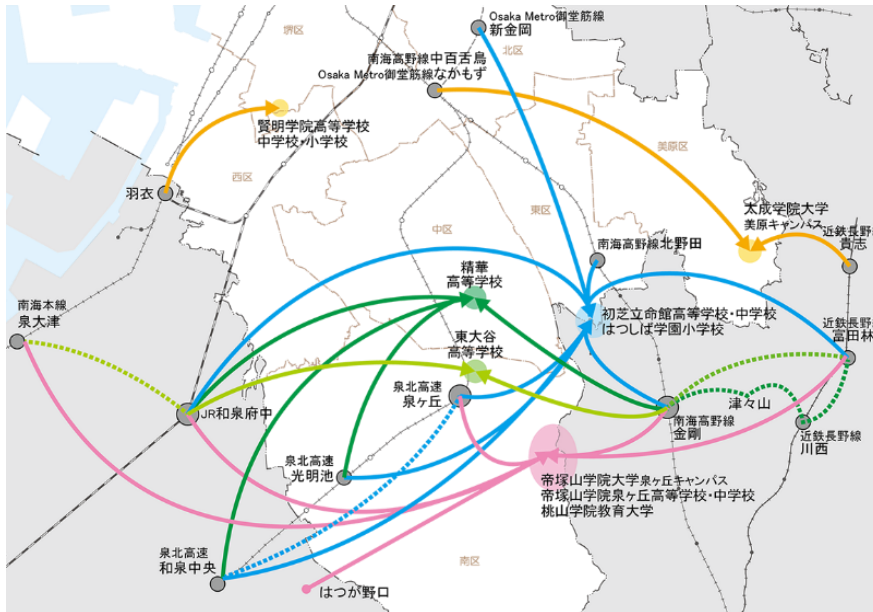 Osaka Metro御堂筋線
新金岡
堺区
北区
南海高野線中百舌鳥
Osaka Metro御堂筋線なかもず
賢明学院高等学校
中学校・小学校
西区
美原区
羽衣
東区
中区
太成学院大学
美原キャンパス
近鉄長野線
貴志
南海高野線北野田
精華
高等学校
南海本線
泉大津
初芝立命館高等学校・中学校
はつしば学園小学校
近鉄長野線
富田林
東大谷
高等学校
泉北高速
泉ヶ丘
JR和泉府中
津々山
南海高野線
金剛
近鉄長野線
川西
泉北高速
光明池
帝塚山学院大学泉ヶ丘キャンパス
帝塚山学院泉ヶ丘高等学校・中学校
桃山学院教育大学
泉北高速
和泉中央
南区
はつが野口